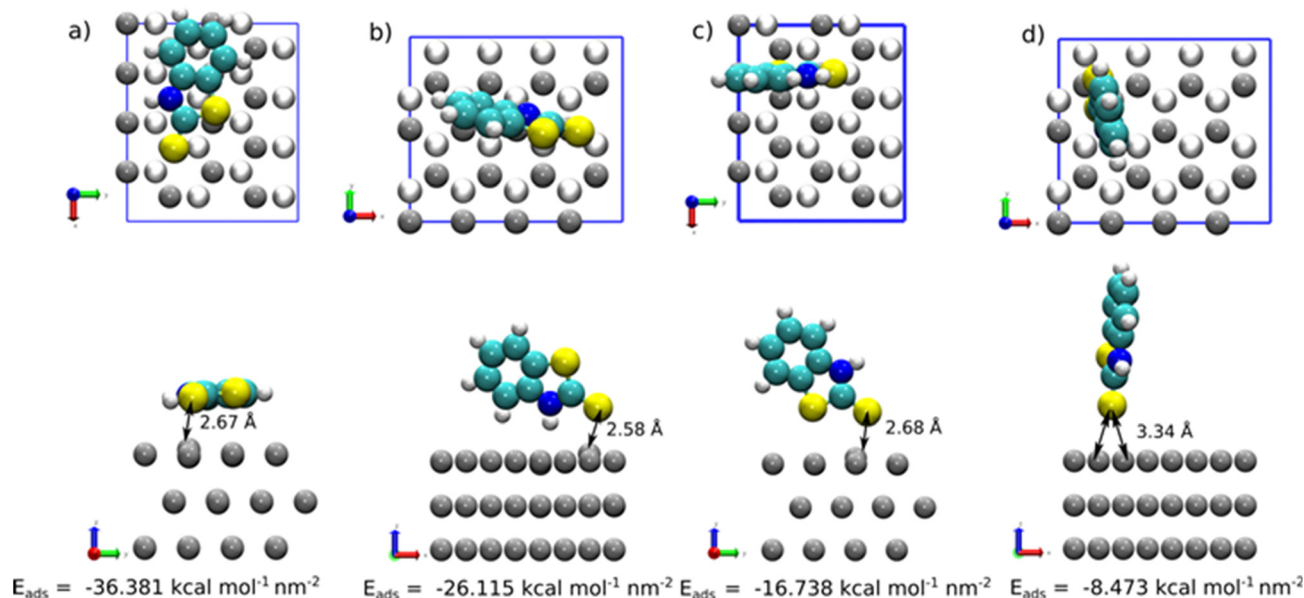 a)
b)
c)
d)
2.67 Å
2.58 Å
2.68 Å
3.34 Å
E_ads = -36.381 kcal mol⁻¹ nm⁻²
E_ads = -26.115 kcal mol⁻¹ nm⁻²
E_ads = -16.738 kcal mol⁻¹ nm⁻²
E_ads = -8.473 kcal mol⁻¹ nm⁻²